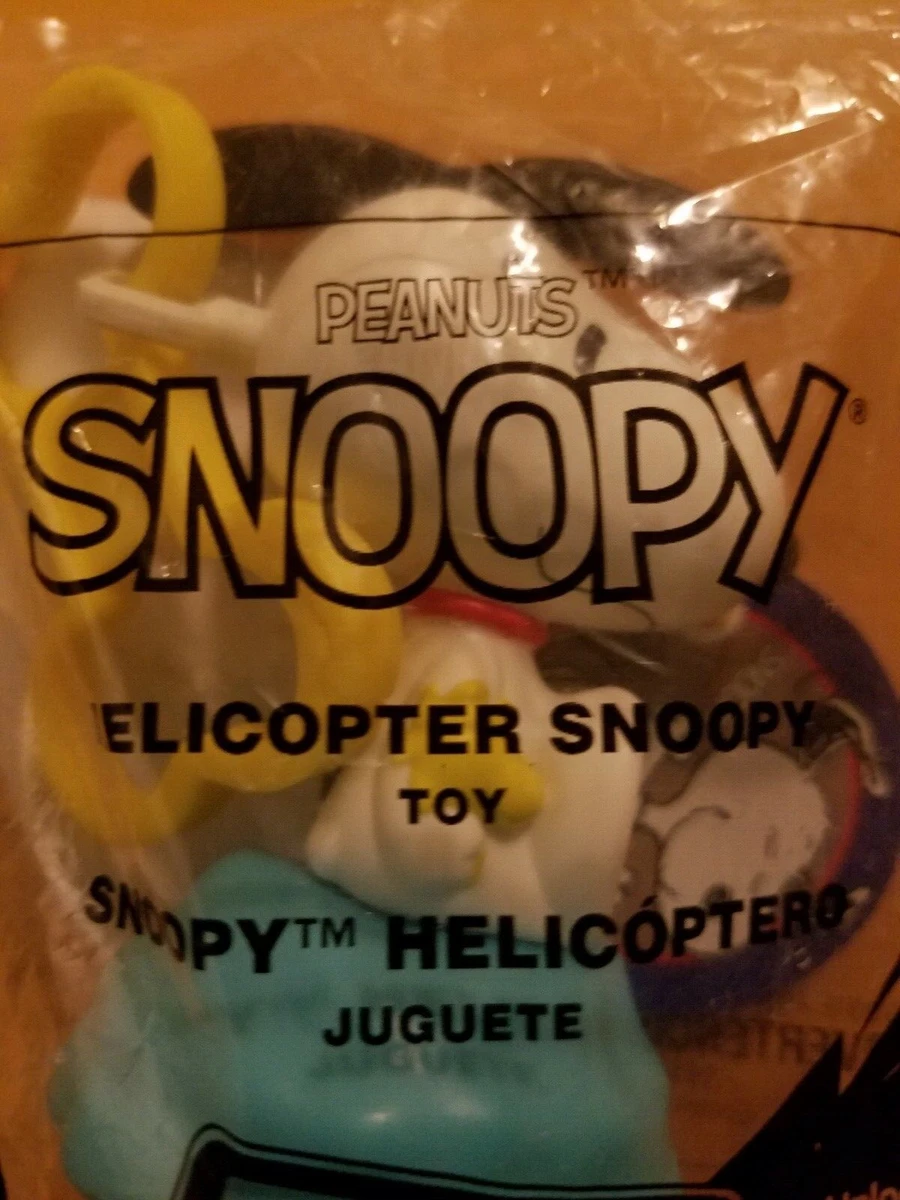 PEANUTS™
SNOOPY®
ELICOPTER SNOOPY
TOY
SNOOPY™ HELICÓPTERO
JUGUETE